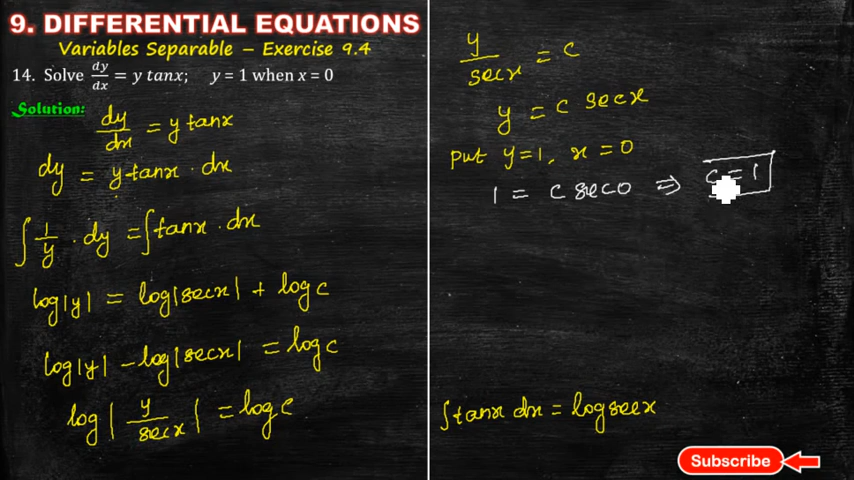 9. DIFFERENTIAL EQUATIONS
Variables Separable – Exercise 9.4
14. Solve dy/dx = y tanx; y = 1 when x = 0
Solution:
dy/dx = y tanx
dy = y tanx · dx
∫ 1/y · dy = ∫ tanx · dx
log|y| = log|secx| + log c
log|y| - log|secx| = log c
log| y/secx | = log c
y/secx = c
y = c secx
Put y=1, x=0
1 = c sec0 ⇒ c = 1
∫tanx dx = log secx
Subscribe